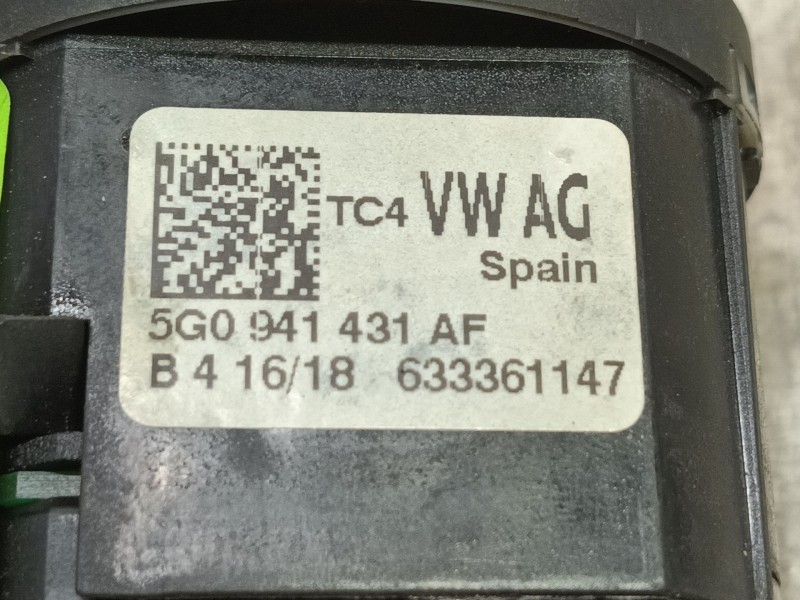 TC4 VW AG
Spain
5G0 941 431 AF
B 4 16/18 633361147